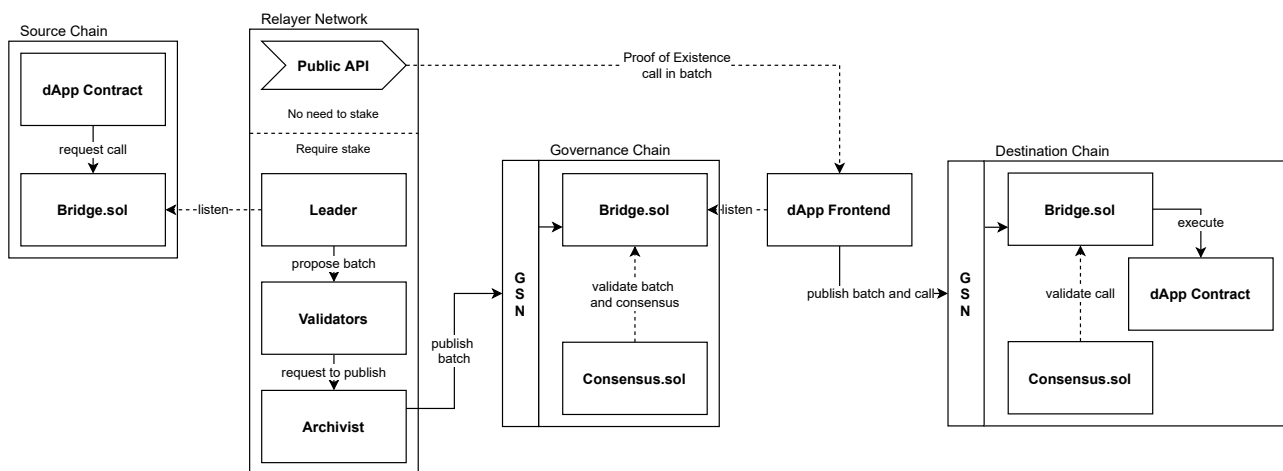 Source Chain
dApp Contract
request call
Bridge.sol
listen
Relayer Network
Public API
No need to stake
Require stake
Leader
propose batch
Validators
request to publish
Archivist
publish
batch
Proof of Existence
call in batch
Governance Chain
G
S
N
Bridge.sol
validate batch
and consensus
Consensus.sol
listen
dApp Frontend
publish batch and call
Destination Chain
G
S
N
Bridge.sol
execute
dApp Contract
validate call
Consensus.sol